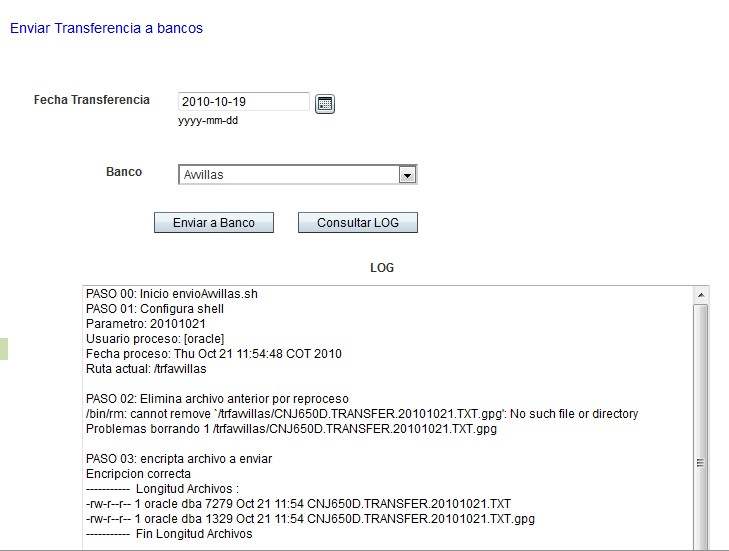 Enviar Transferencia a bancos
Fecha Transferencia 2010-10-19
yyyy-mm-dd
Banco Avvillas
Enviar a Banco Consultar LOG
LOG
PASO 00: Inicio envioAvvillas.sh
PASO 01: Configura shell
Parametro: 20101021
Usuario proceso: [oracle]
Fecha proceso: Thu Oct 21 11:54:48 COT 2010
Ruta actual: /trfavvillas
PASO 02: Elimina archivo anterior por reproceso
/bin/rm: cannot remove `/trfavvillas/CNJ650D.TRANSFER.20101021.TXT.gpg': No such file or directory
Problemas borrando 1 /trfavvillas/CNJ650D.TRANSFER.20101021.TXT.gpg
PASO 03: encripta archivo a enviar
Encripcion correcta
----------- Longitud Archivos :
-rw-r--r-- 1 oracle dba 7279 Oct 21 11:54 CNJ650D.TRANSFER.20101021.TXT
-rw-r--r-- 1 oracle dba 1329 Oct 21 11:54 CNJ650D.TRANSFER.20101021.TXT.gpg
----------- Fin Longitud Archivos